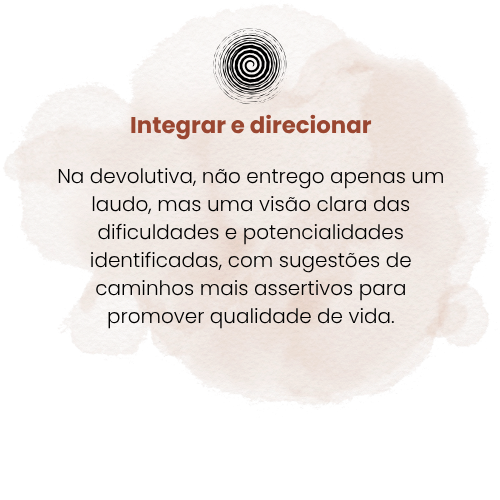 Integrar e direcionar
Na devolutiva, não entrego apenas um
laudo, mas uma visão clara das
dificuldades e potencialidades
identificadas, com sugestões de
caminhos mais assertivos para
promover qualidade de vida.